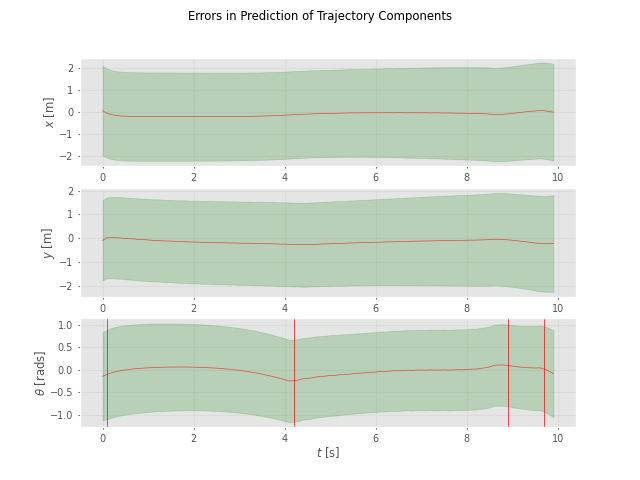 Errors in Prediction of Trajectory Components
2
1
0
−1
−2
x [m]
0 2 4 6 8 10
2
1
0
−1
−2
y [m]
0 2 4 6 8 10
1.0
0.5
0.0
−0.5
−1.0
θ [rads]
0 2 4 6 8 10
t [s]